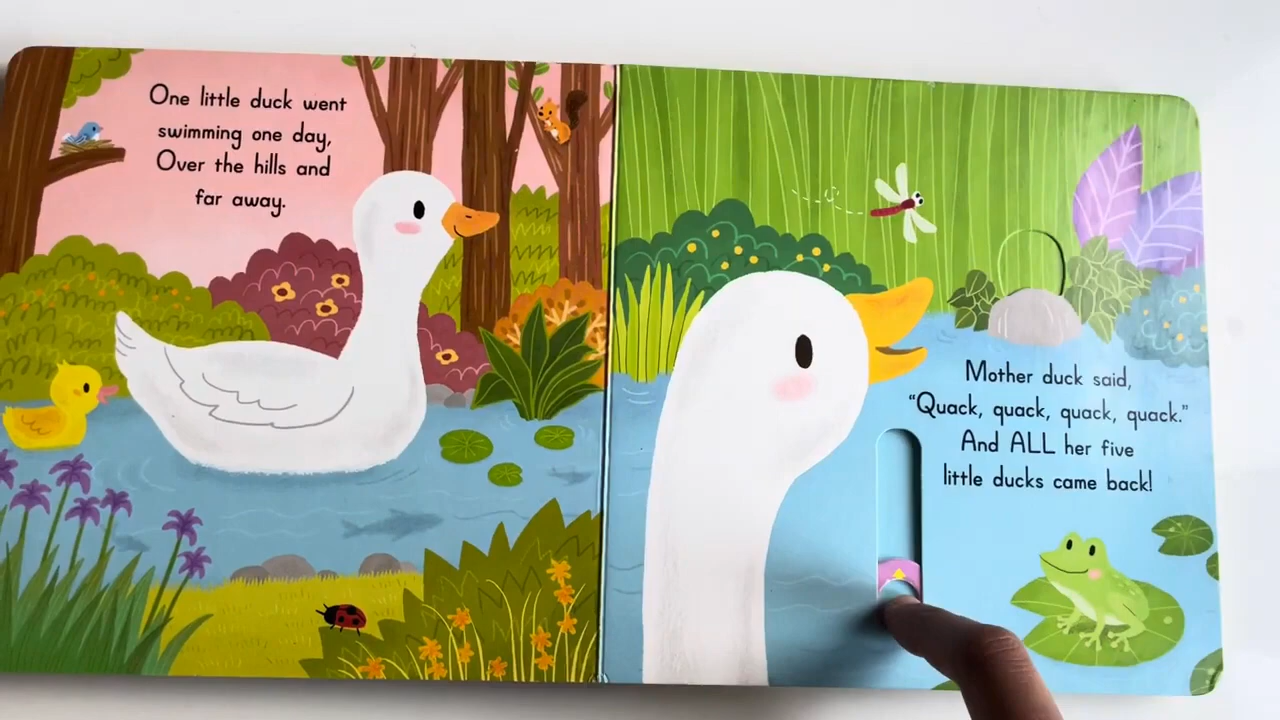 One little duck went
swimming one day,
Over the hills and
far away.
Mother duck said,
“Quack, quack, quack, quack.”
And ALL her five
little ducks came back!